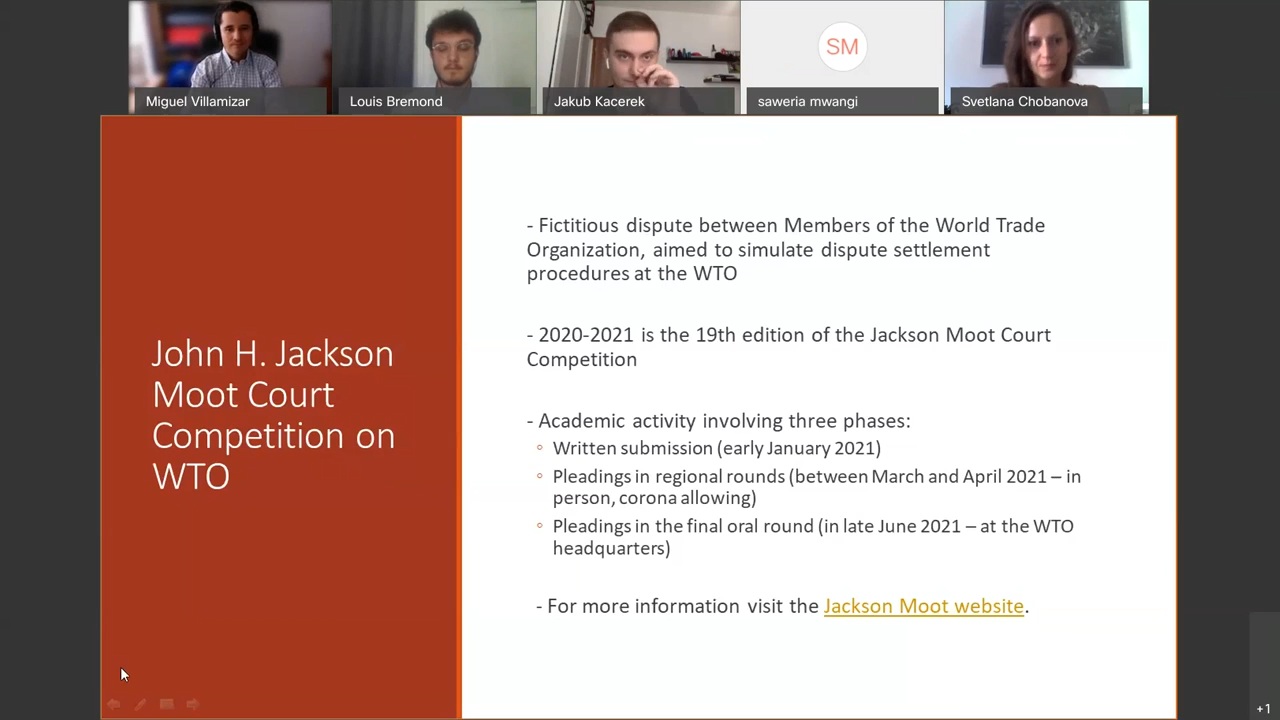 Miguel Villamizar
Louis Bremond
Jakub Kacerek
SM
saweria mwangi
Svetlana Chobanova
John H. Jackson
Moot Court
Competition on
WTO
- Fictitious dispute between Members of the World Trade
Organization, aimed to simulate dispute settlement
procedures at the WTO
- 2020-2021 is the 19th edition of the Jackson Moot Court
Competition
- Academic activity involving three phases:
◦ Written submission (early January 2021)
◦ Pleadings in regional rounds (between March and April 2021 – in
person, corona allowing)
◦ Pleadings in the final oral round (in late June 2021 – at the WTO
headquarters)
- For more information visit the Jackson Moot website.
+1